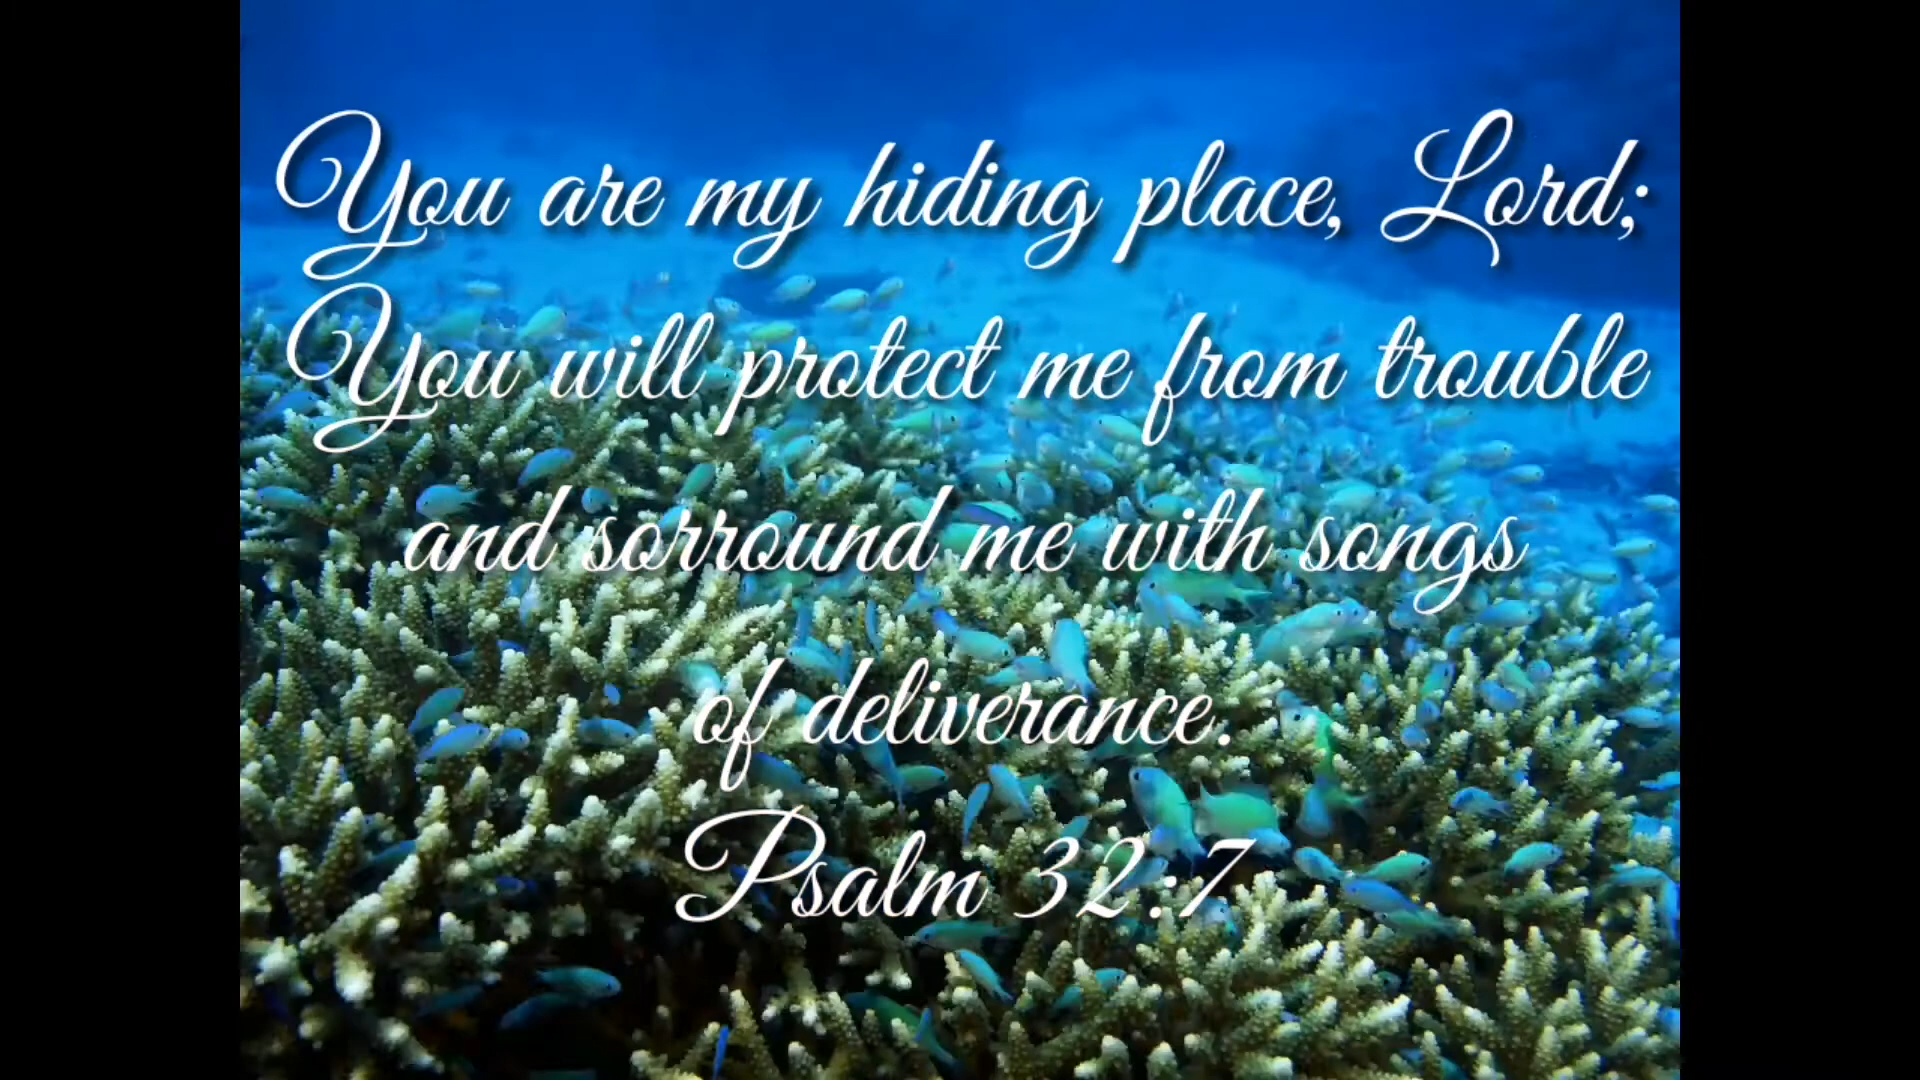 You are my hiding place, Lord;
You will protect me from trouble
and sorround me with songs
of deliverance.
Psalm 32:7